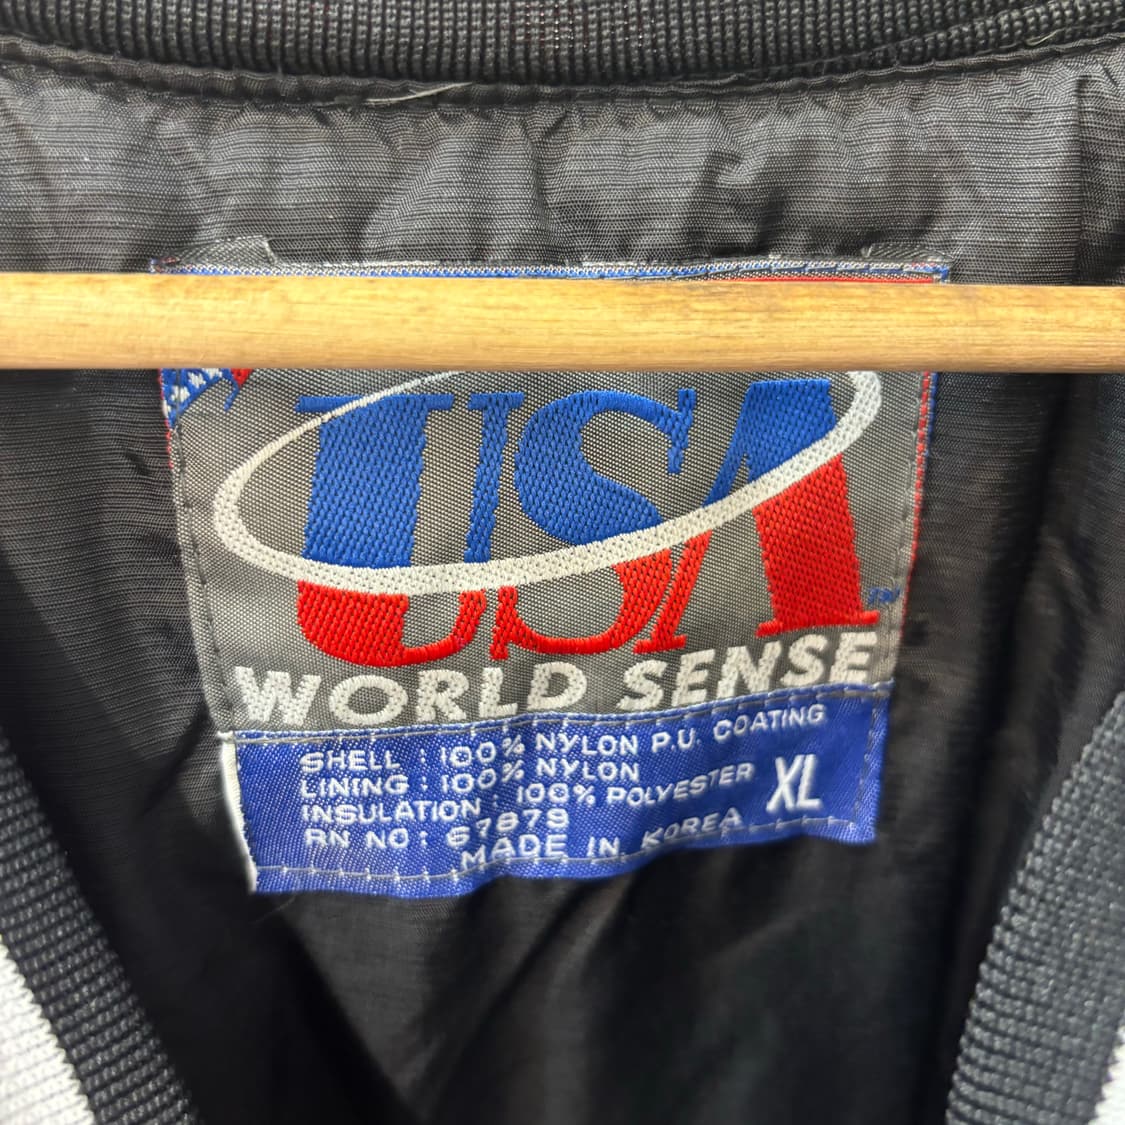 USA
TM
WORLD SENSE
SHELL : 100% NYLON P.U. COATING
LINING : 100% NYLON
INSULATION : 100% POLYESTER
RN NO : 67879
MADE IN KOREA
XL